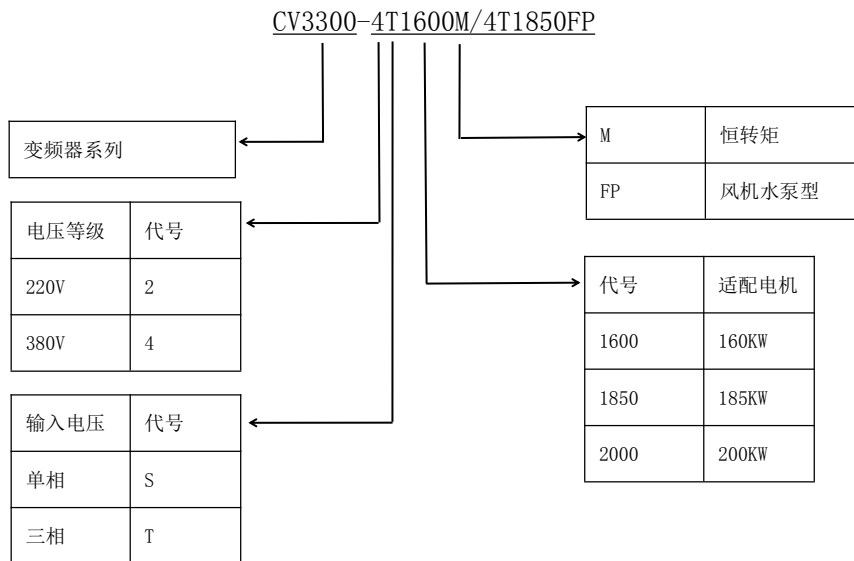 CV3300-4T1600M/4T1850FP
变频器系列
电压等级 代号
220V 2
380V 4
输入电压 代号
单相 S
三相 T
M 恒转矩
FP 风机水泵型
代号 适配电机
1600 160KW
1850 185KW
2000 200KW